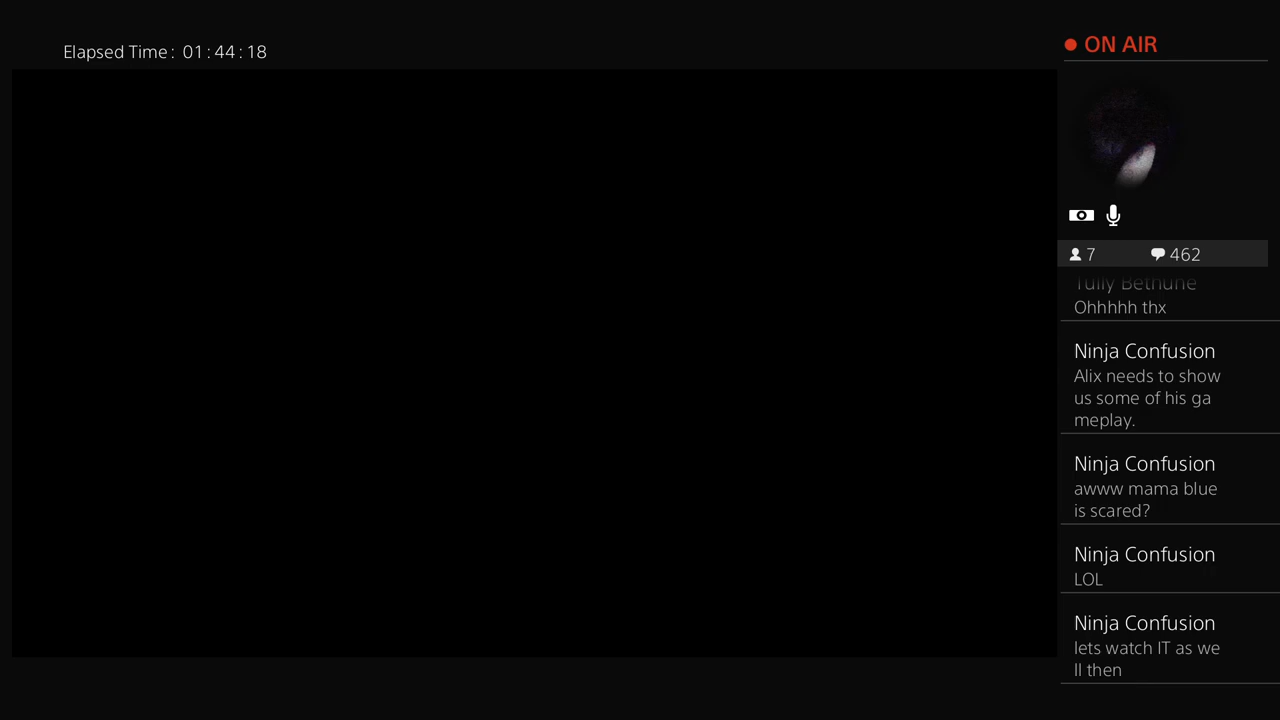 Elapsed Time: 01:44:18
ON AIR
7 462
Tully Bethune
Ohhhhh thx
Ninja Confusion
Alix needs to show
us some of his ga
meplay.
Ninja Confusion
awww mama blue
is scared?
Ninja Confusion
LOL
Ninja Confusion
lets watch IT as we
ll then